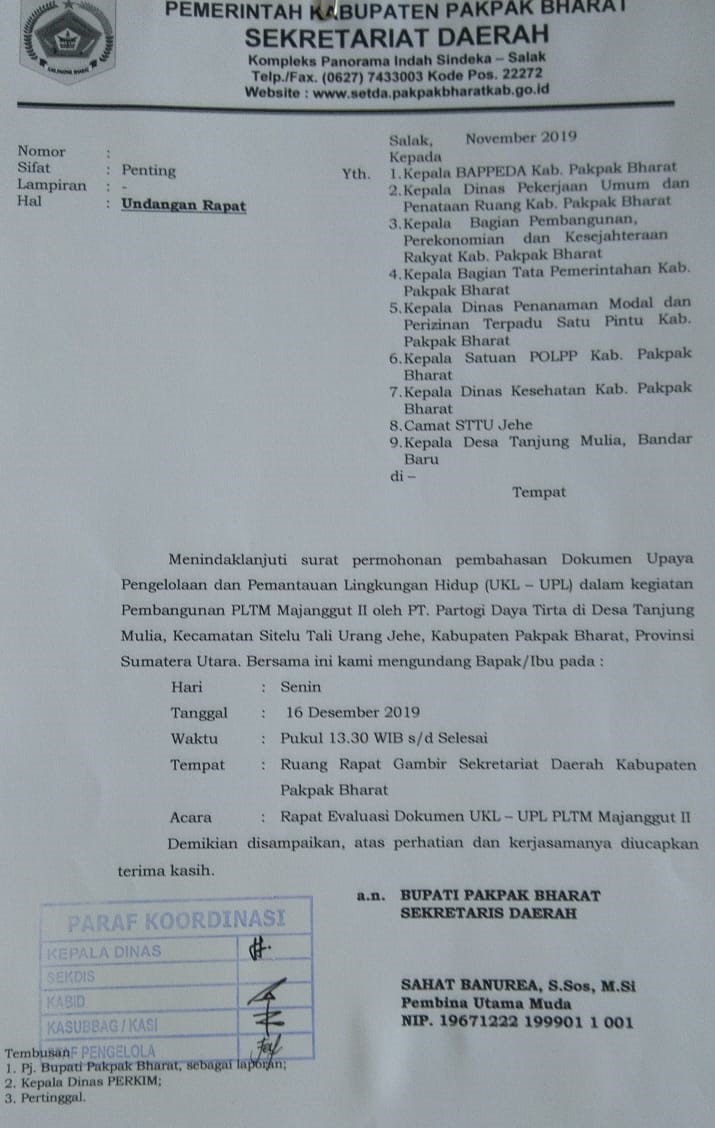 PEMERINTAH KABUPATEN PAKPAK BHARAT
SEKRETARIAT DAERAH
Kompleks Panorama Indah Sindeka – Salak
Telp./Fax. (0627) 7433003 Kode Pos. 22272
Website : www.setda.pakpakbharatkab.go.id
Salak, November 2019
Nomor :
Kepada
Sifat : Penting
Yth. 1.Kepala BAPPEDA Kab. Pakpak Bharat
Lampiran : -
2.Kepala Dinas Pekerjaan Umum dan
Hal : Undangan Rapat
Penataan Ruang Kab. Pakpak Bharat
3.Kepala Bagian Pembangunan,
Perekonomian dan Kesejahteraan
Rakyat Kab. Pakpak Bharat
4.Kepala Bagian Tata Pemerintahan Kab.
Pakpak Bharat
5.Kepala Dinas Penanaman Modal dan
Perizinan Terpadu Satu Pintu Kab.
Pakpak Bharat
6.Kepala Satuan POLPP Kab. Pakpak
Bharat
7.Kepala Dinas Kesehatan Kab. Pakpak
Bharat
8.Camat STTU Jehe
9.Kepala Desa Tanjung Mulia, Bandar
Baru
di –
Tempat
Menindaklanjuti surat permohonan pembahasan Dokumen Upaya
Pengelolaan dan Pemantauan Lingkungan Hidup (UKL – UPL) dalam kegiatan
Pembangunan PLTM Majanggut II oleh PT. Partogi Daya Tirta di Desa Tanjung
Mulia, Kecamatan Sitelu Tali Urang Jehe, Kabupaten Pakpak Bharat, Provinsi
Sumatera Utara. Bersama ini kami mengundang Bapak/Ibu pada :
Hari : Senin
Tanggal : 16 Desember 2019
Waktu : Pukul 13.30 WIB s/d Selesai
Tempat : Ruang Rapat Gambir Sekretariat Daerah Kabupaten
Pakpak Bharat
Acara : Rapat Evaluasi Dokumen UKL – UPL PLTM Majanggut II
Demikian disampaikan, atas perhatian dan kerjasamanya diucapkan
terima kasih.
a.n. BUPATI PAKPAK BHARAT
SEKRETARIS DAERAH
SAHAT BANUREA, S.Sos, M.Si
Pembina Utama Muda
NIP. 19671222 199901 1 001
PARAF KOORDINASI
KEPALA DINAS
SEKDIS
KABID
KASUBBAG / KASI
PENGELOLA
Tembusan
1. Pj. Bupati Pakpak Bharat, sebagai laporan;
2. Kepala Dinas PERKIM;
3. Pertinggal.